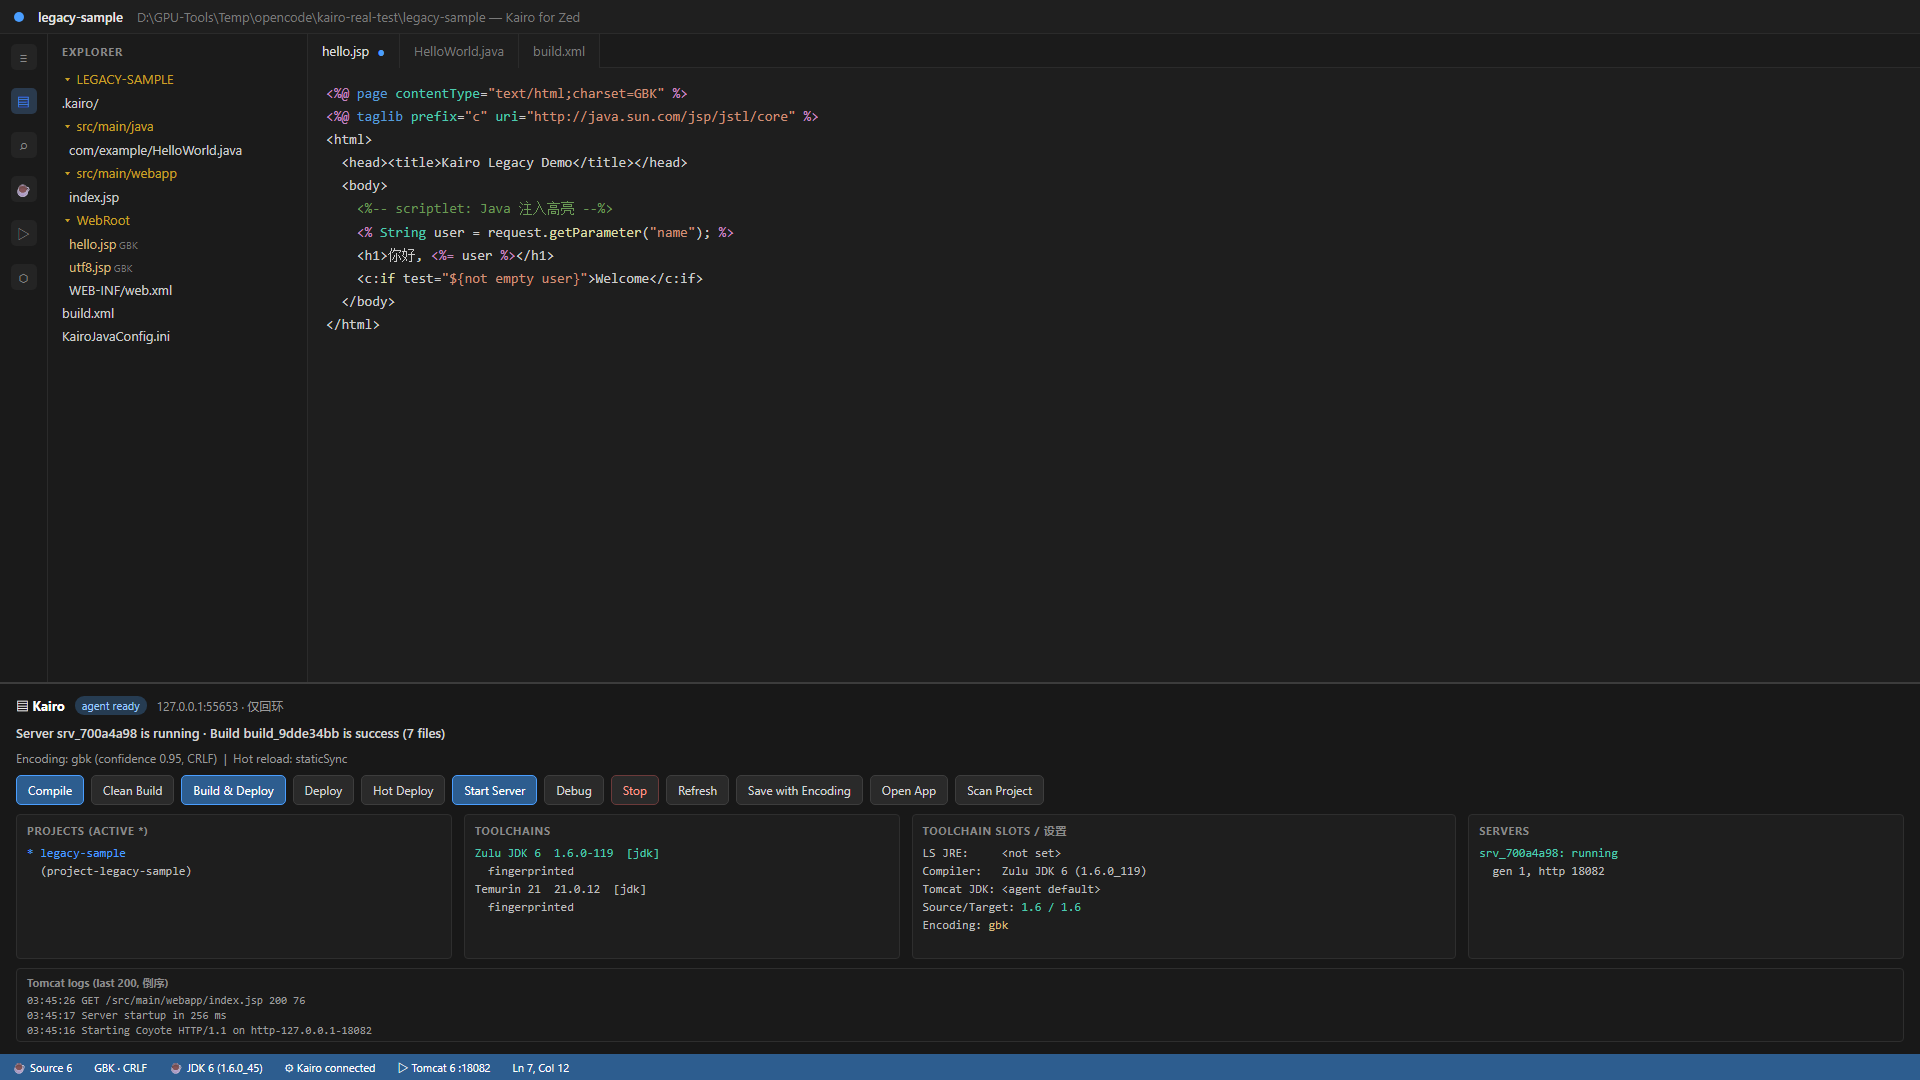 legacy-sample D:\GPU-Tools\Temp\opencode\kairo-real-test\legacy-sample — Kairo for Zed
EXPLORER
LEGACY-SAMPLE
.kairo/
src/main/java
com/example/HelloWorld.java
src/main/webapp
index.jsp
WebRoot
hello.jsp GBK
utf8.jsp GBK
WEB-INF/web.xml
build.xml
KairoJavaConfig.ini
hello.jsp HelloWorld.java build.xml
<%@ page contentType="text/html;charset=GBK" %>
<%@ taglib prefix="c" uri="http://java.sun.com/jsp/jstl/core" %>
<html>
<head><title>Kairo Legacy Demo</title></head>
<body>
<%-- scriptlet: Java 注入高亮 --%>
<% String user = request.getParameter("name"); %>
<h1>你好, <%= user %></h1>
<c:if test="${not empty user}">Welcome</c:if>
</body>
</html>
Kairo agent ready 127.0.0.1:55653 · 仅回环
Server srv_700a4a98 is running · Build build_9dde34bb is success (7 files)
Encoding: gbk (confidence 0.95, CRLF) | Hot reload: staticSync
Compile Clean Build Build & Deploy Deploy Hot Deploy Start Server Debug Stop Refresh Save with Encoding Open App Scan Project
PROJECTS (ACTIVE *)
* legacy-sample
(project-legacy-sample)
TOOLCHAINS
Zulu JDK 6 1.6.0-119 [jdk]
fingerprinted
Temurin 21 21.0.12 [jdk]
fingerprinted
TOOLCHAIN SLOTS / 设置
LS JRE: <not set>
Compiler: Zulu JDK 6 (1.6.0_119)
Tomcat JDK: <agent default>
Source/Target: 1.6 / 1.6
Encoding: gbk
SERVERS
srv_700a4a98: running
gen 1, http 18082
Tomcat logs (last 200, 倒序)
03:45:26 GET /src/main/webapp/index.jsp 200 76
03:45:17 Server startup in 256 ms
03:45:16 Starting Coyote HTTP/1.1 on http-127.0.0.1-18082
Source 6 GBK · CRLF JDK 6 (1.6.0_45) Kairo connected Tomcat 6 :18082 Ln 7, Col 12